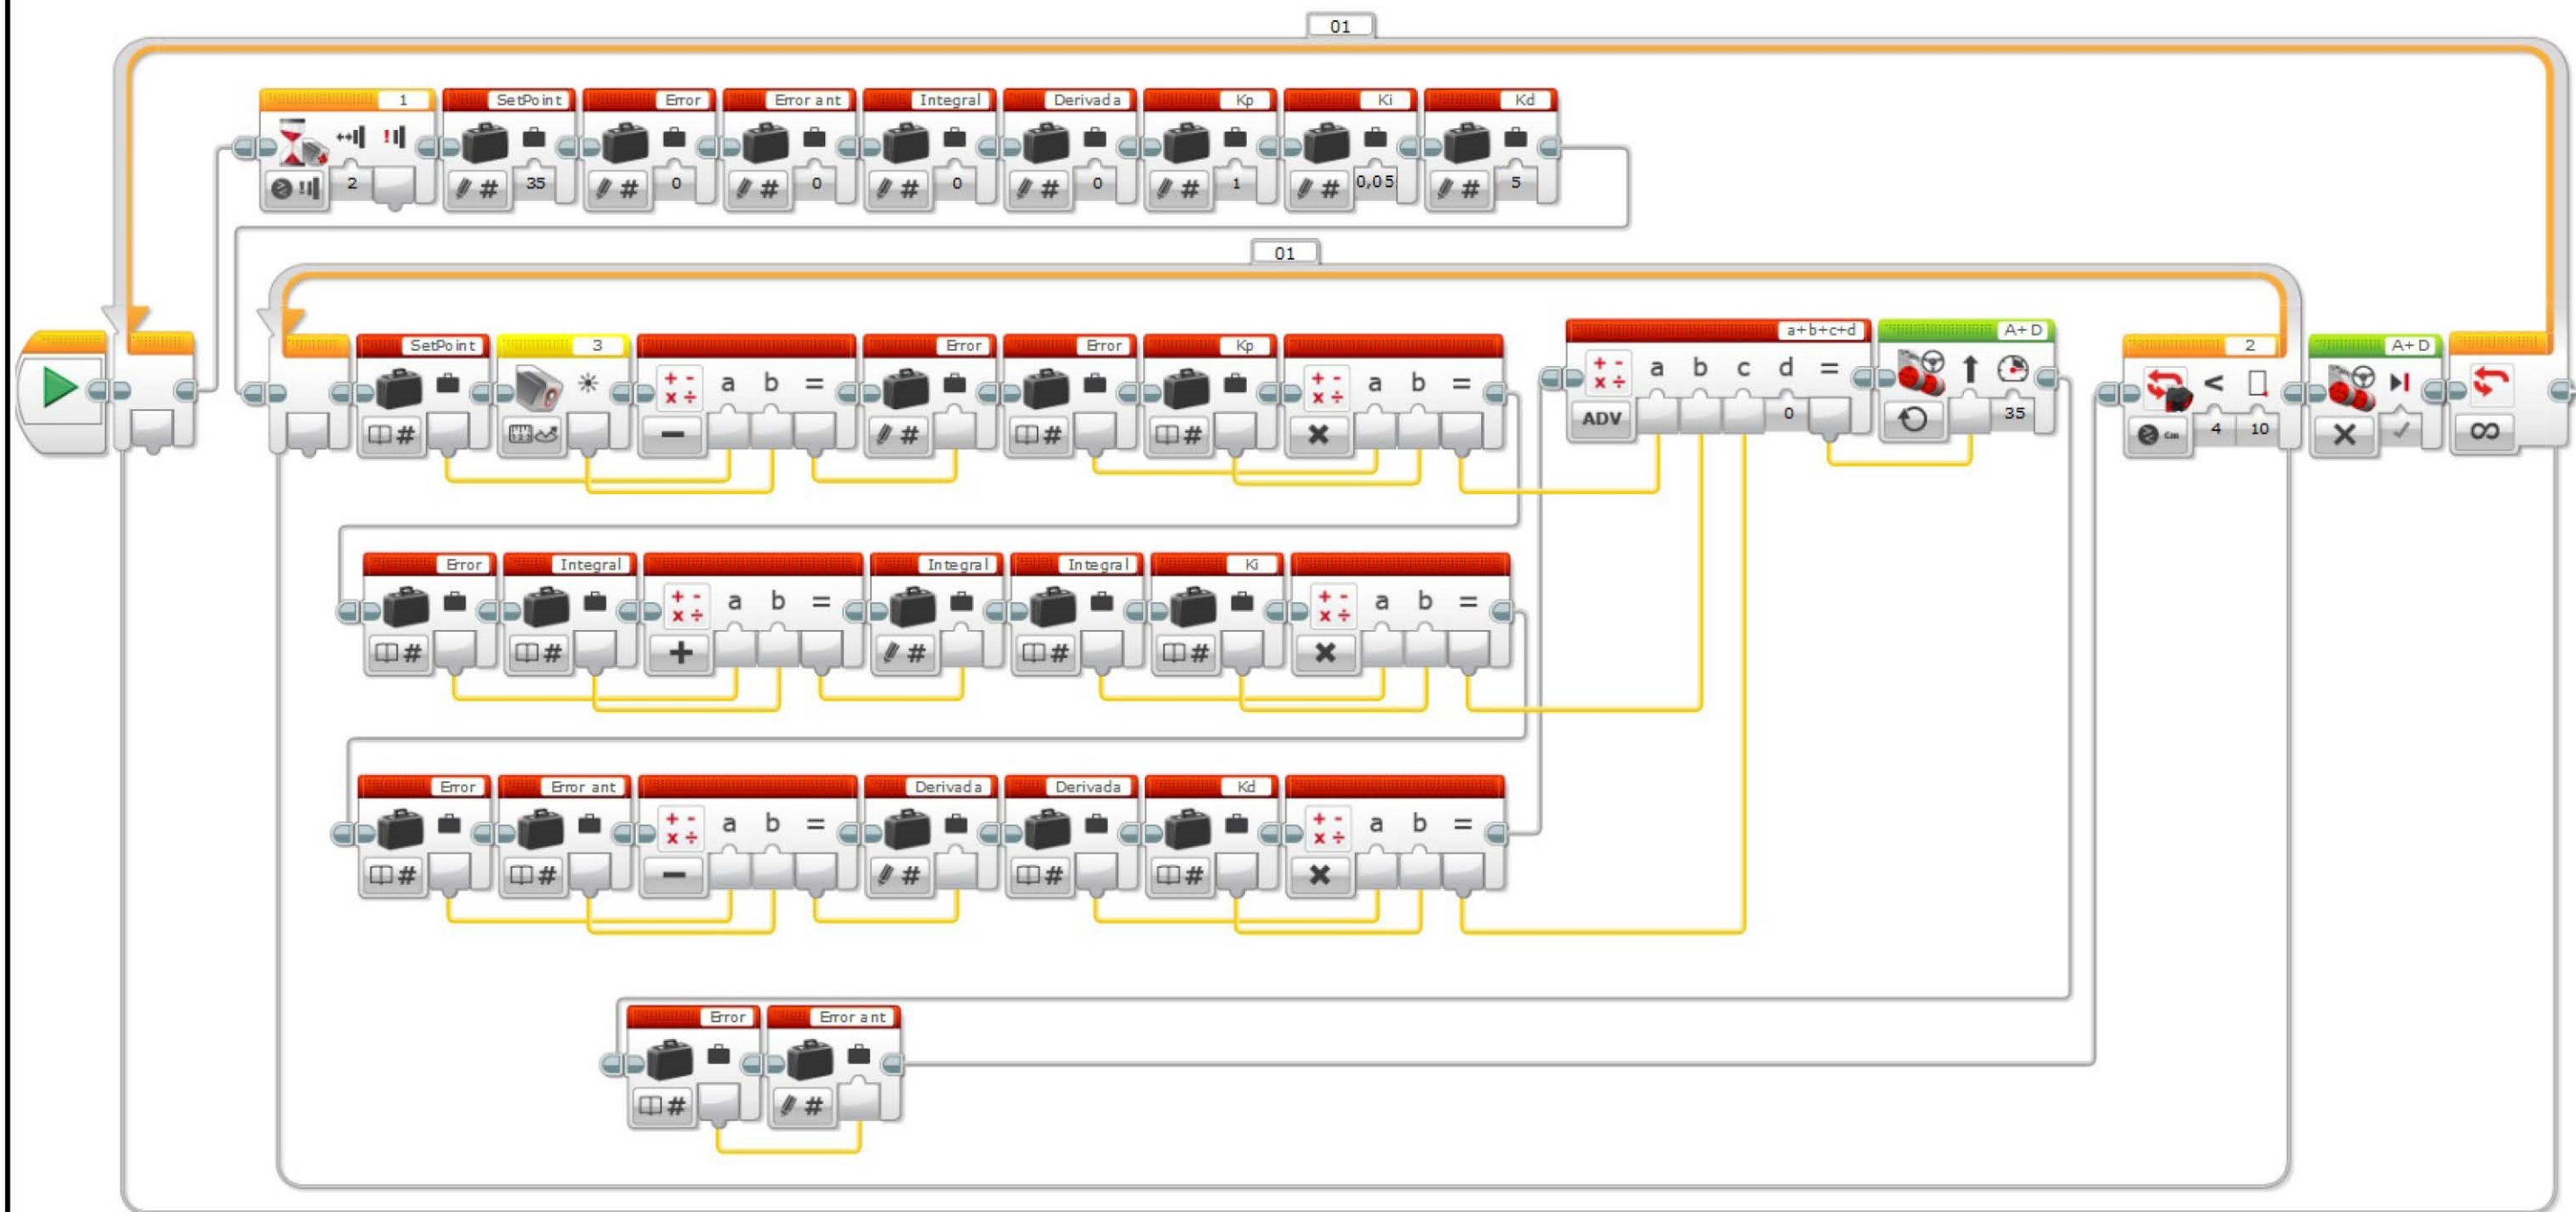 01
1 SetPoint Error Error ant Integral Derivada Kp Ki Kd
2 # 35 # 0 # 0 # 0 # 0 # 1 # 0,05 # 5
01
SetPoint 3 Error Error Kp a+b+c+d A+D 2 A+D
a b = a b = a b c d = <
# − # # # × ADV 0 35 cm 4 10 ∞
Error Integral Integral Integral Ki
a b = a b =
# # + # # # ×
Error Error ant Derivada Derivada Kd
a b = a b =
# # − # # # ×
Error Error ant
# #